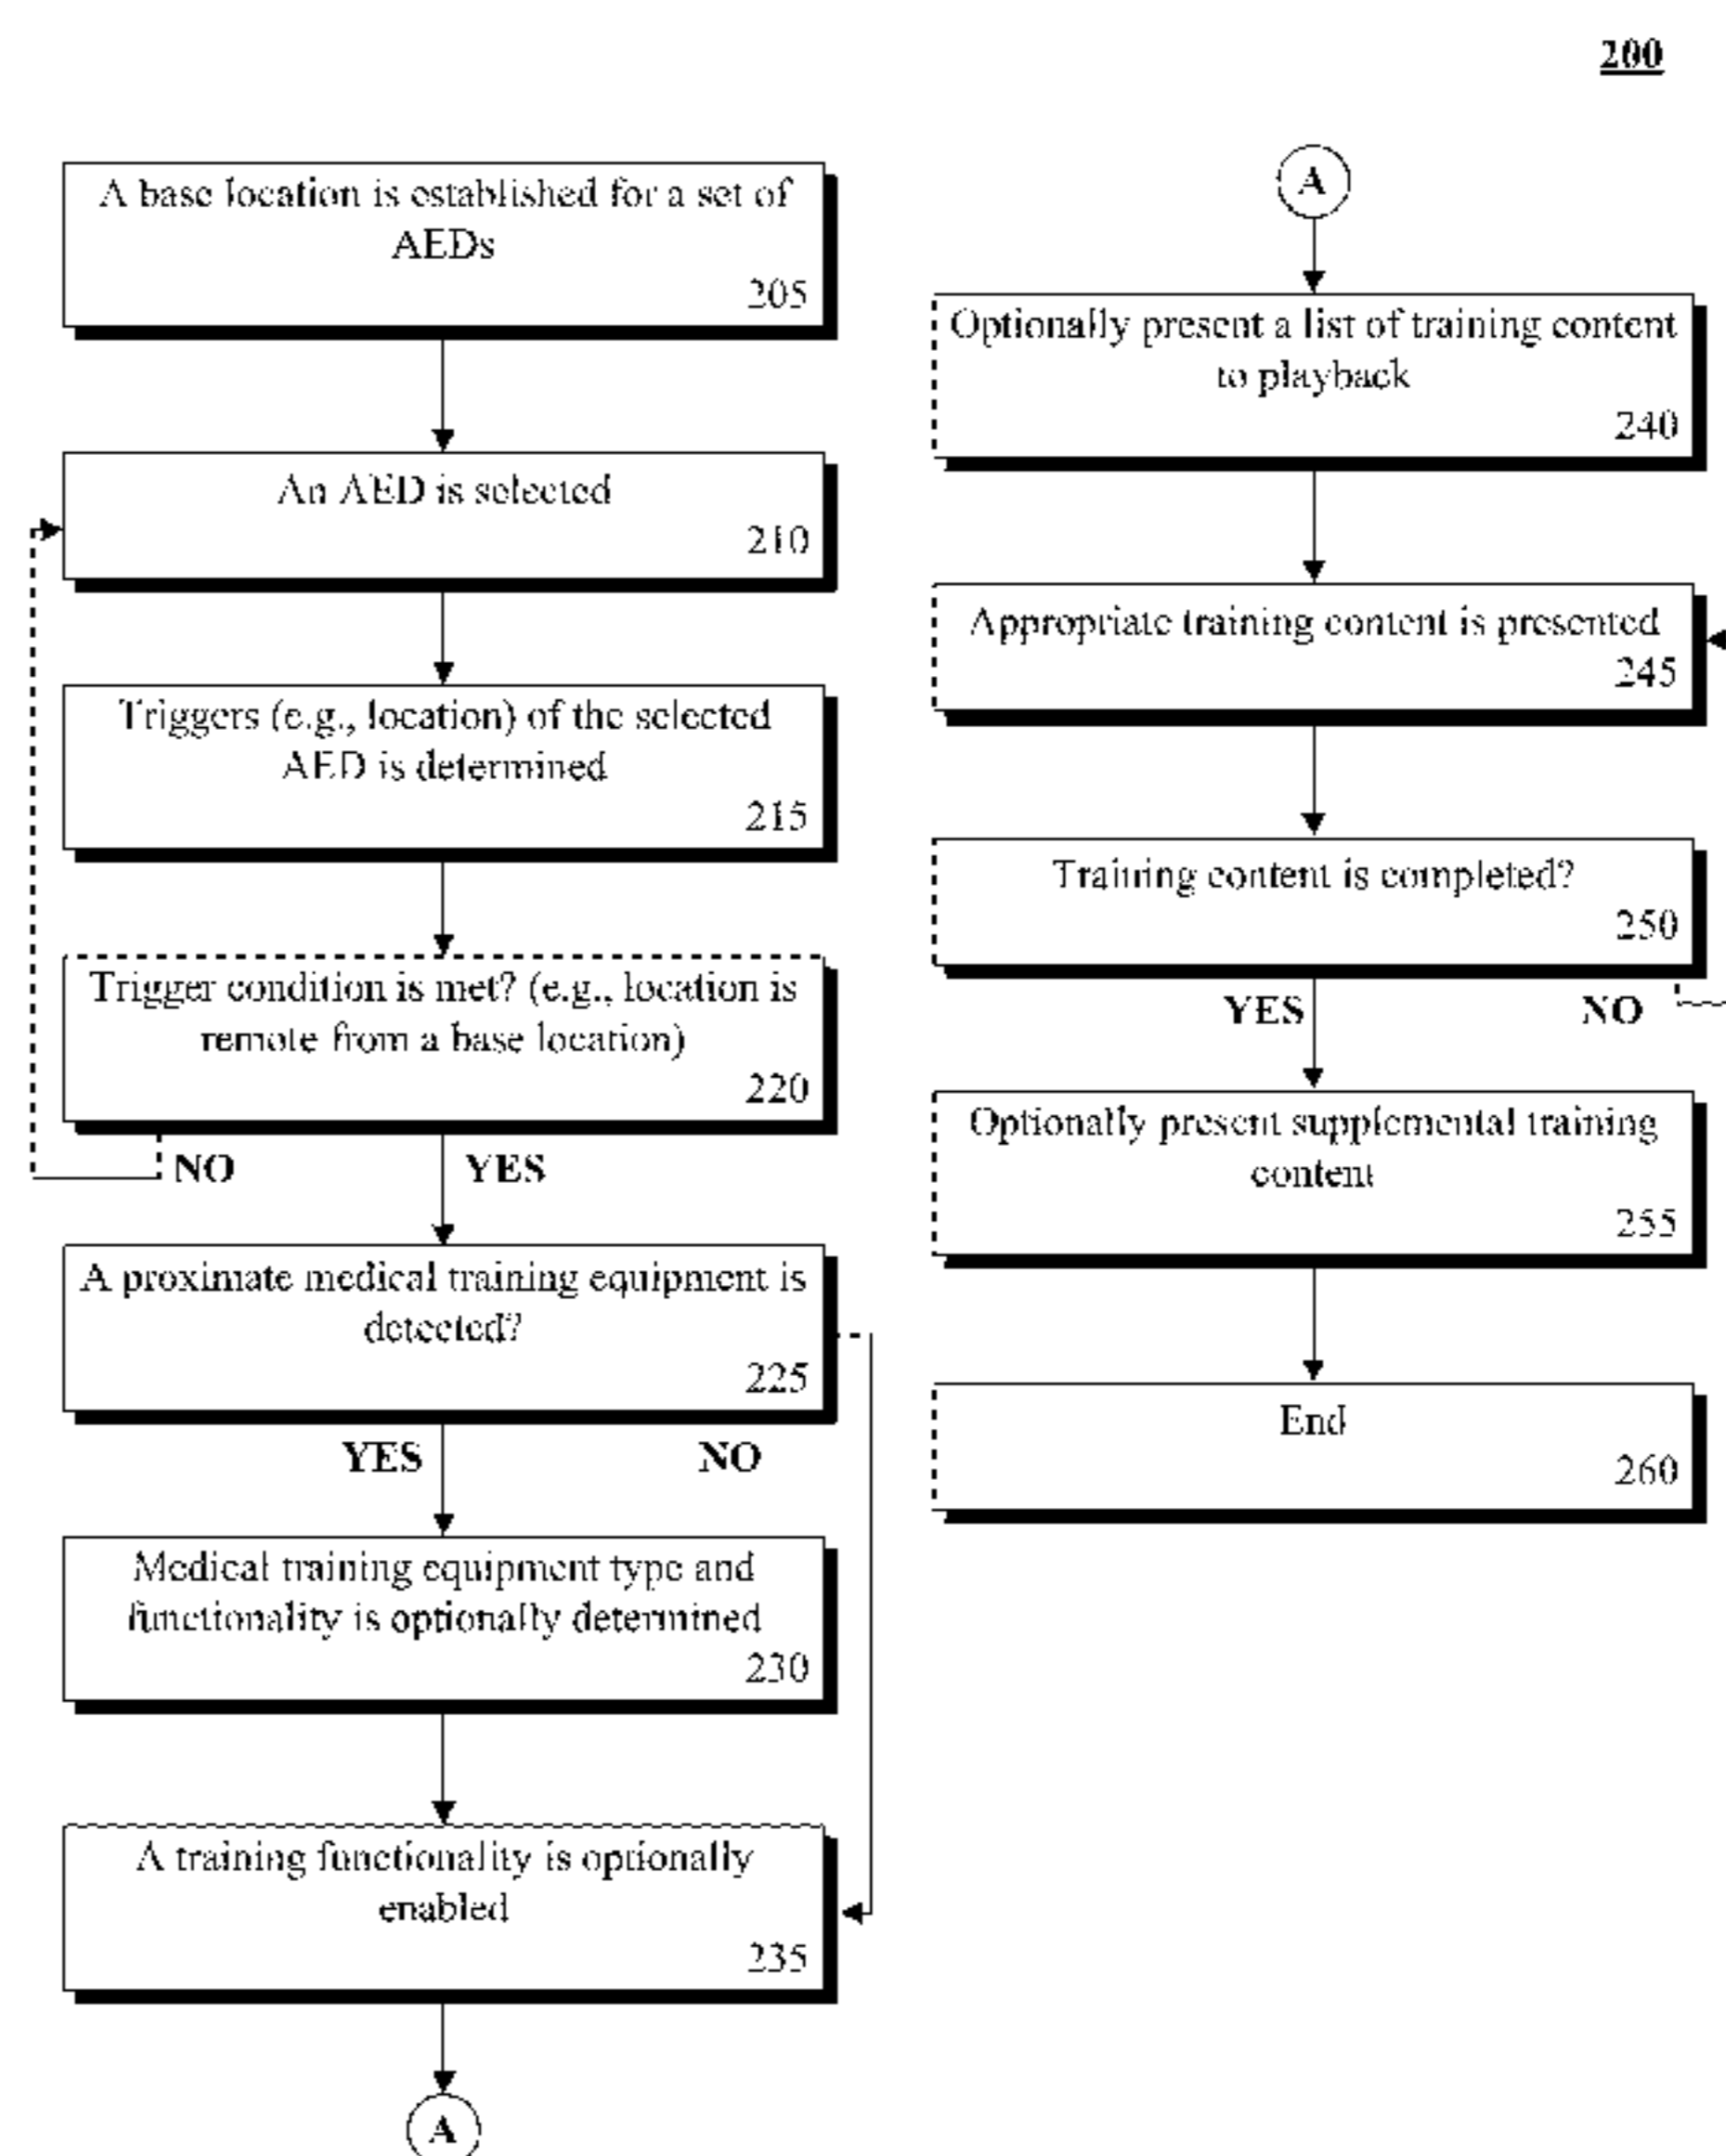 200
A base location is established for a set of
AEDs
205
An AED is selected
210
Triggers (e.g., location) of the selected
AED is determined
215
Trigger condition is met? (e.g., location is
remote from a base location)
220
NO
YES
A proximate medical training equipment is
detected?
225
YES
NO
Medical training equipment type and
functionality is optionally determined
230
A training functionality is optionally
enabled
235
A
A
Optionally present a list of training content
to playback
240
Appropriate training content is presented
245
Training content is completed?
250
YES
NO
Optionally present supplemental training
content
255
End
260